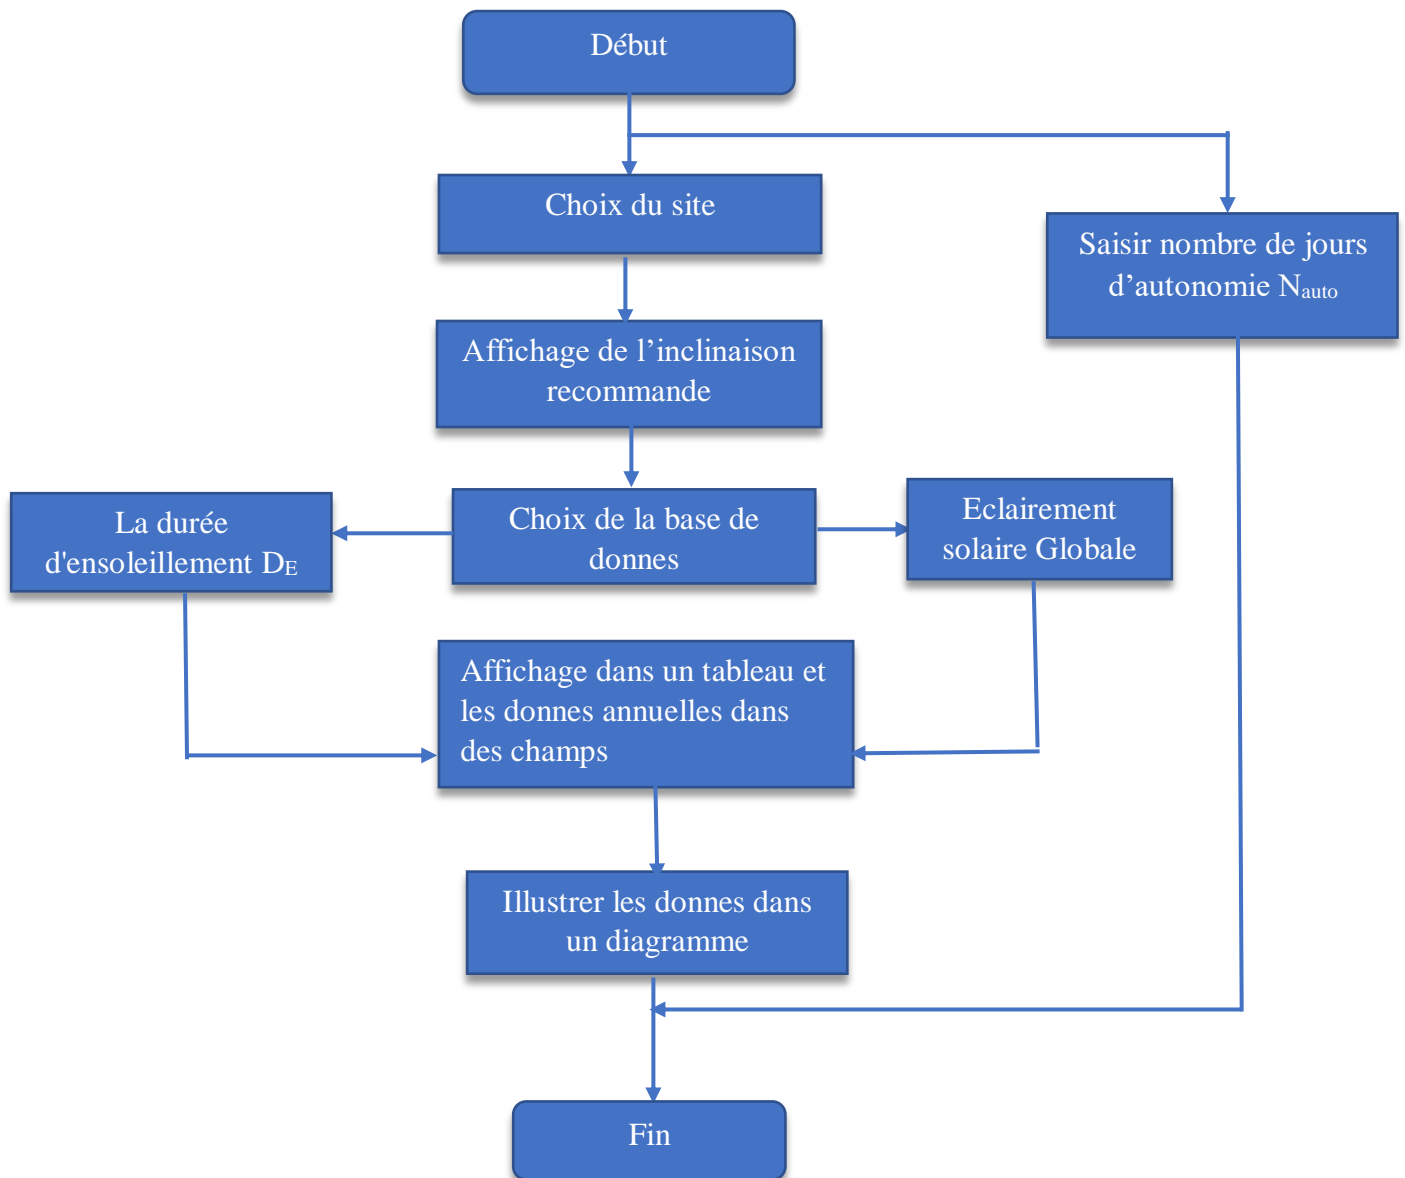 Début
Choix du site
Saisir nombre de jours
d’autonomie Nauto
Affichage de l’inclinaison
recommande
La durée
d'ensoleillement DE
Choix de la base de
donnes
Eclairement
solaire Globale
Affichage dans un tableau et
les donnes annuelles dans
des champs
Illustrer les donnes dans
un diagramme
Fin